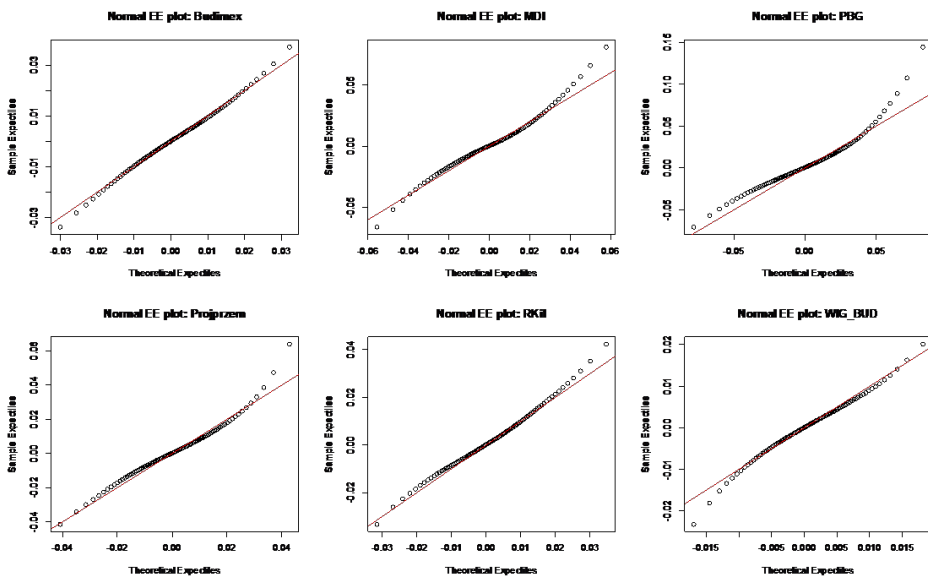 Normal EE plot: Budimex
Sample Expectiles
-0.03 -0.01 0.01 0.03
-0.03 -0.02 -0.01 0.00 0.01 0.02 0.03
Theoretical Expectiles
Normal EE plot: MDI
Sample Expectiles
-0.05 0.00 0.05
-0.06 -0.04 -0.02 0.00 0.02 0.04 0.06
Theoretical Expectiles
Normal EE plot: PBG
Sample Expectiles
-0.05 0.00 0.05 0.10 0.15
-0.05 0.00 0.05
Theoretical Expectiles
Normal EE plot: Projprzem
Sample Expectiles
-0.04 -0.02 0.00 0.02 0.04 0.06
-0.04 -0.02 0.00 0.02 0.04
Theoretical Expectiles
Normal EE plot: RKil
Sample Expectiles
-0.02 0.00 0.02 0.04
-0.03 -0.02 -0.01 0.00 0.01 0.02 0.03
Theoretical Expectiles
Normal EE plot: WIG_BUD
Sample Expectiles
-0.02 -0.01 0.00 0.01 0.02
-0.015 -0.005 0.005 0.015
Theoretical Expectiles